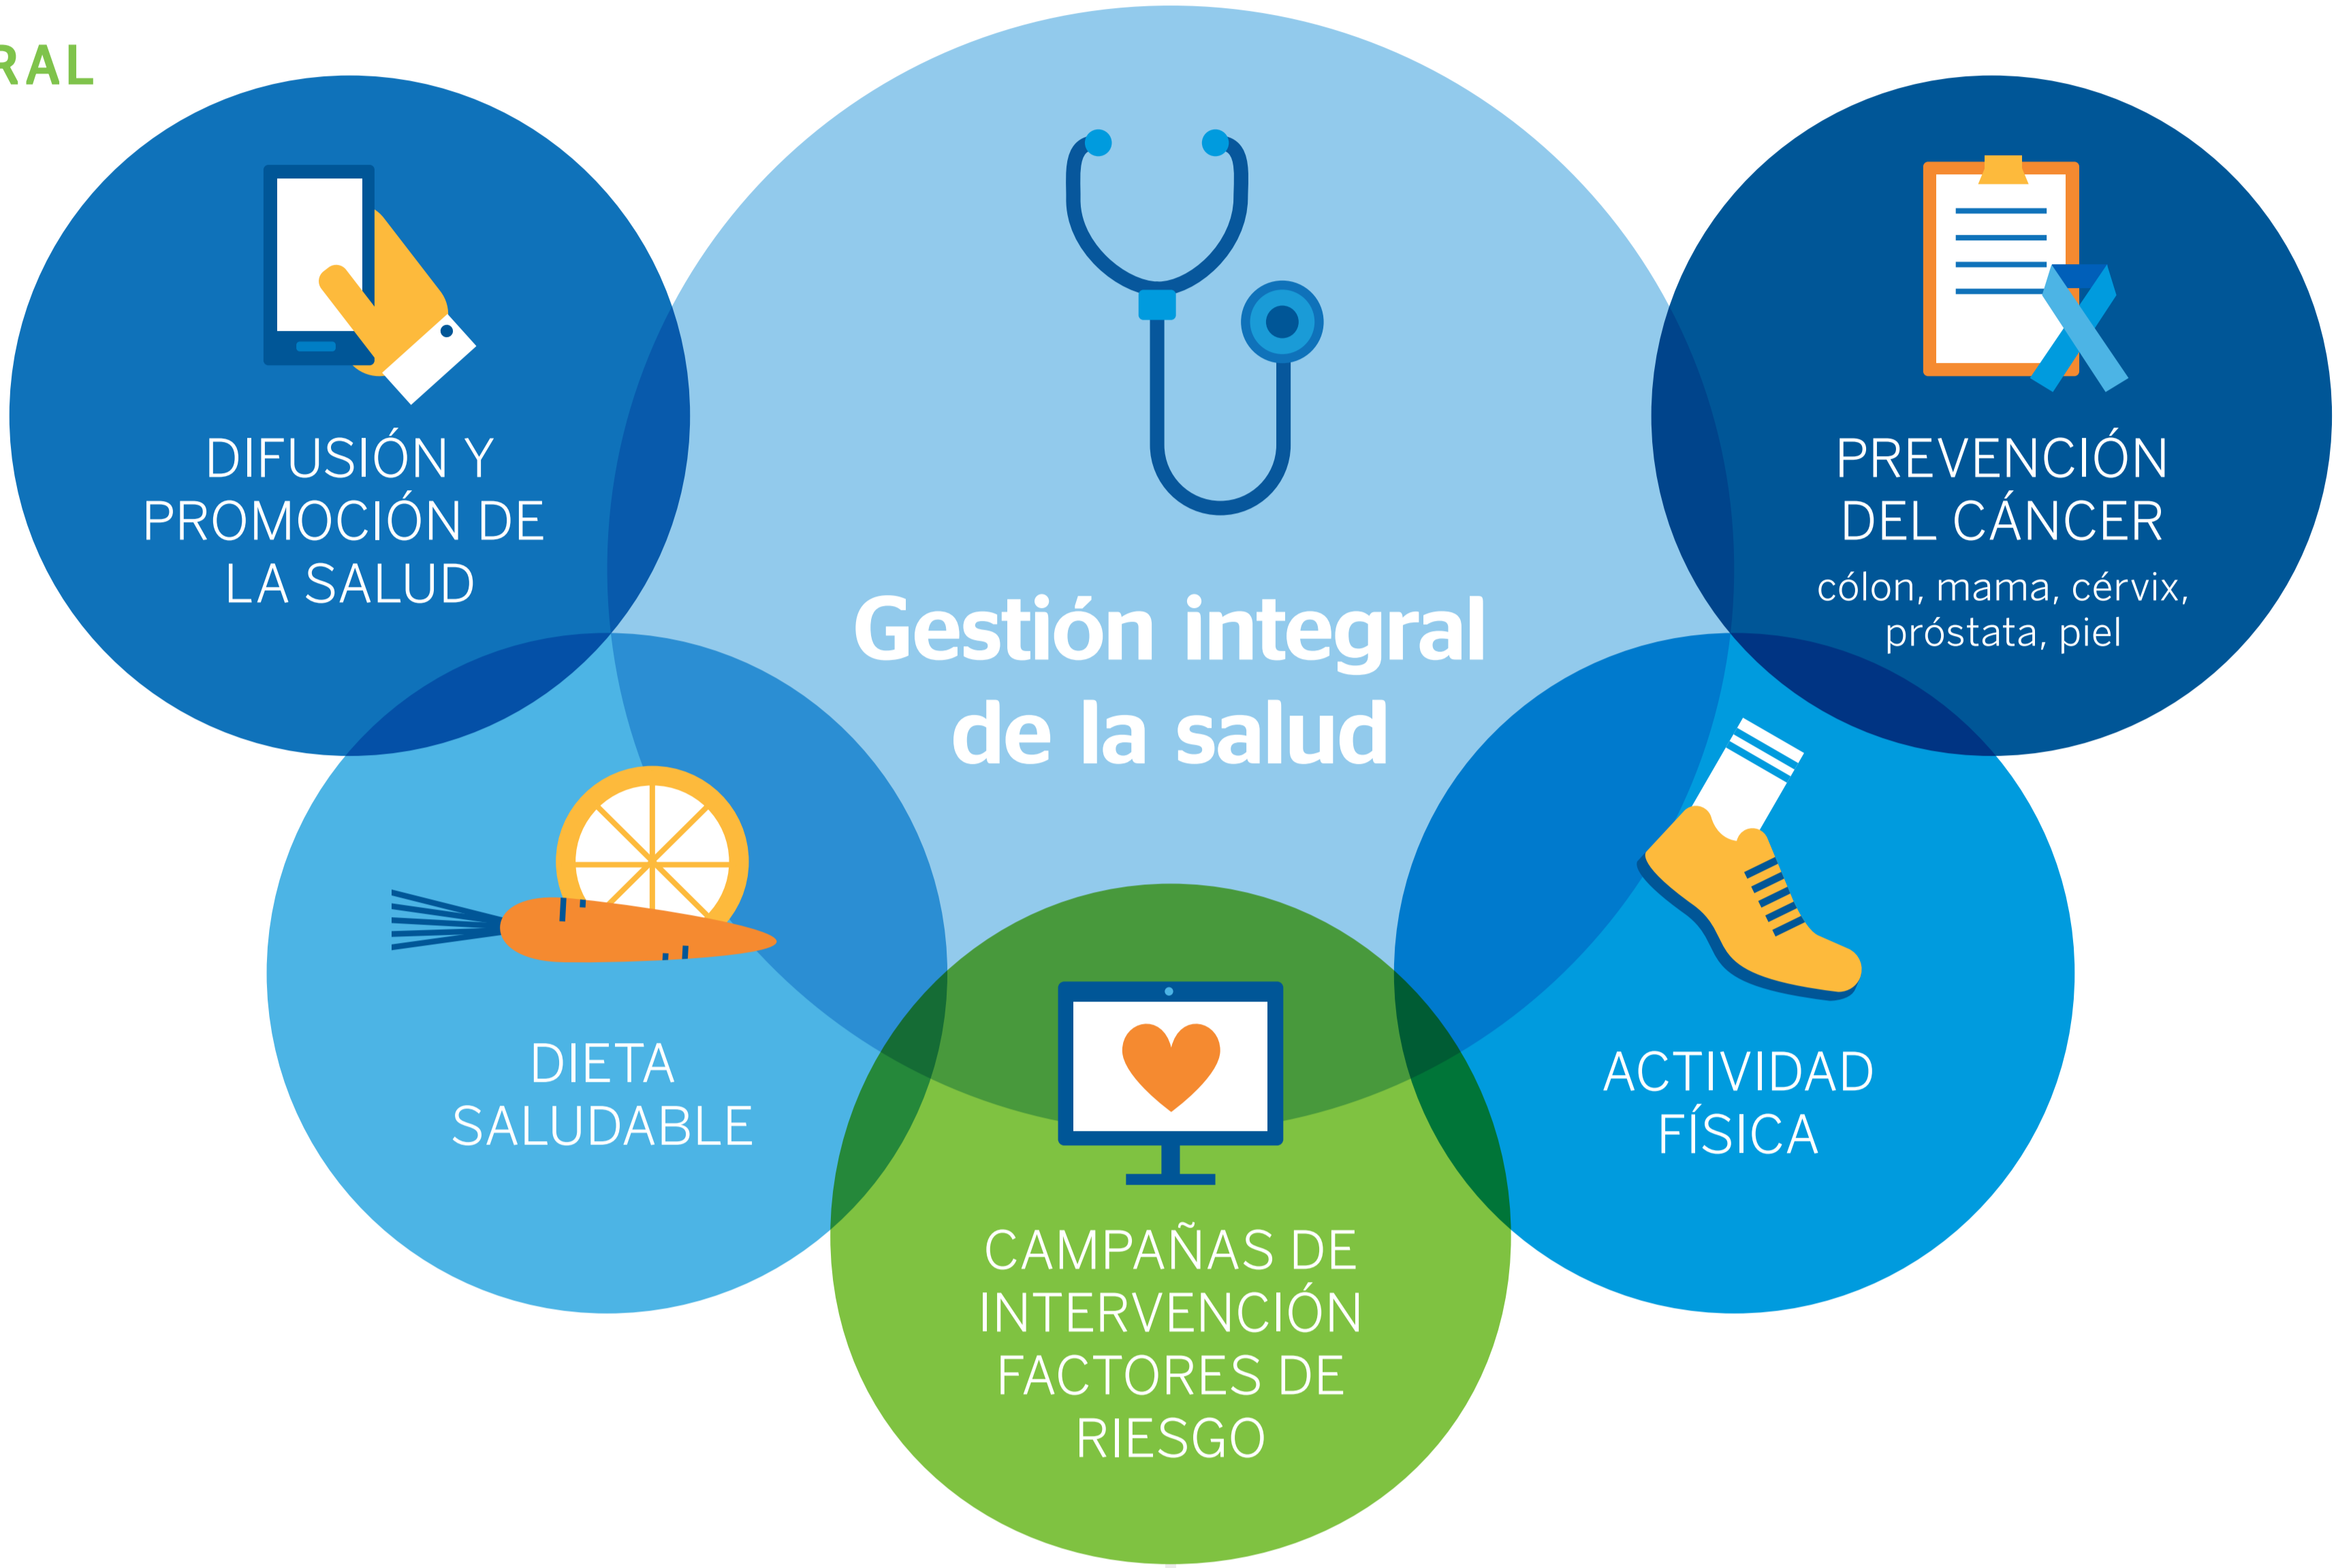 RAL
DIFUSIÓN Y
PROMOCIÓN DE
LA SALUD
Gestión integral
de la salud
PREVENCIÓN
DEL CÁNCER
cólon, mama, cérvix,
próstata, piel
DIETA
SALUDABLE
CAMPAÑAS DE
INTERVENCIÓN
FACTORES DE
RIESGO
ACTIVIDAD
FÍSICA